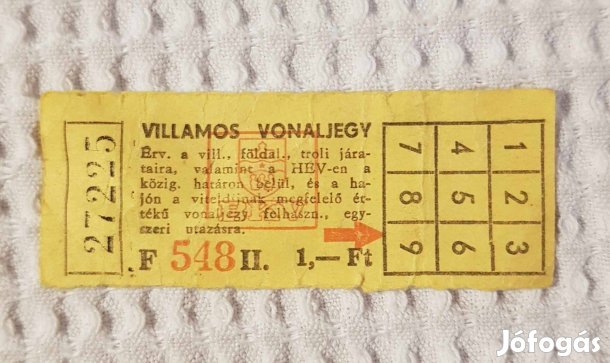 27225
VILLAMOS VONALJEGY
Érv. a vill., földal., troli jára-
taira, valamint a HÉV-en a
közig. határon belül, és a ha-
jón a viteldíjnak megfelelő ér-
tékű vonaljegy felhaszn., egy-
szeri utazásra.
F 548 II. 1,— Ft
1 2 3
4 5 6
7 8 9
Jófogás